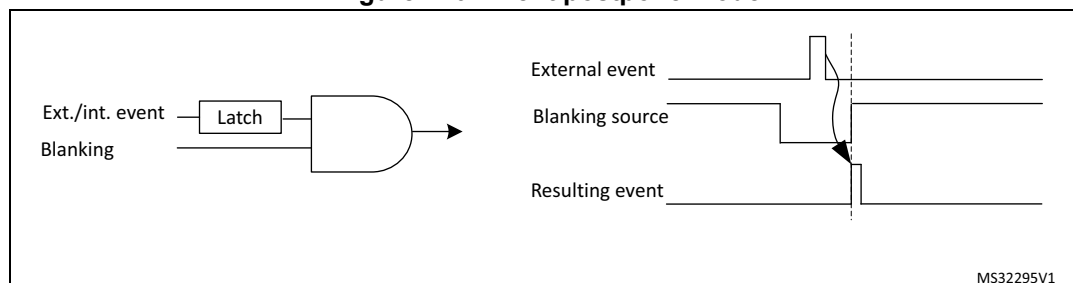 Ext./int. event
Latch
Blanking
External event
Blanking source
Resulting event
MS32295V1